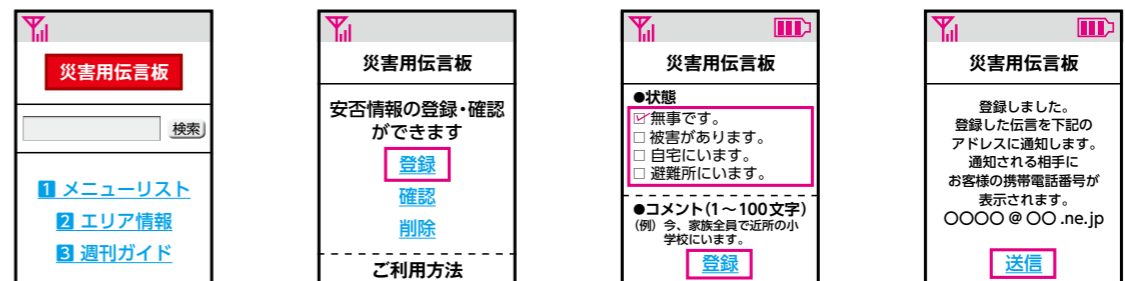 災害用伝言板
検索
1 メニューリスト
2 エリア情報
3 週刊ガイド
災害用伝言板
安否情報の登録・確認
ができます
登録
確認
削除
ご利用方法
災害用伝言板
●状態
無事です。
被害があります。
自宅にいます。
避難所にいます。
●コメント(1～100文字)
(例) 今、家族全員で近所の小
学校にいます。
登録
災害用伝言板
登録しました。
登録した伝言を下記の
アドレスに通知します。
通知される相手に
お客様の携帯電話番号が
表示されます。
〇〇〇〇@〇〇.ne.jp
送信